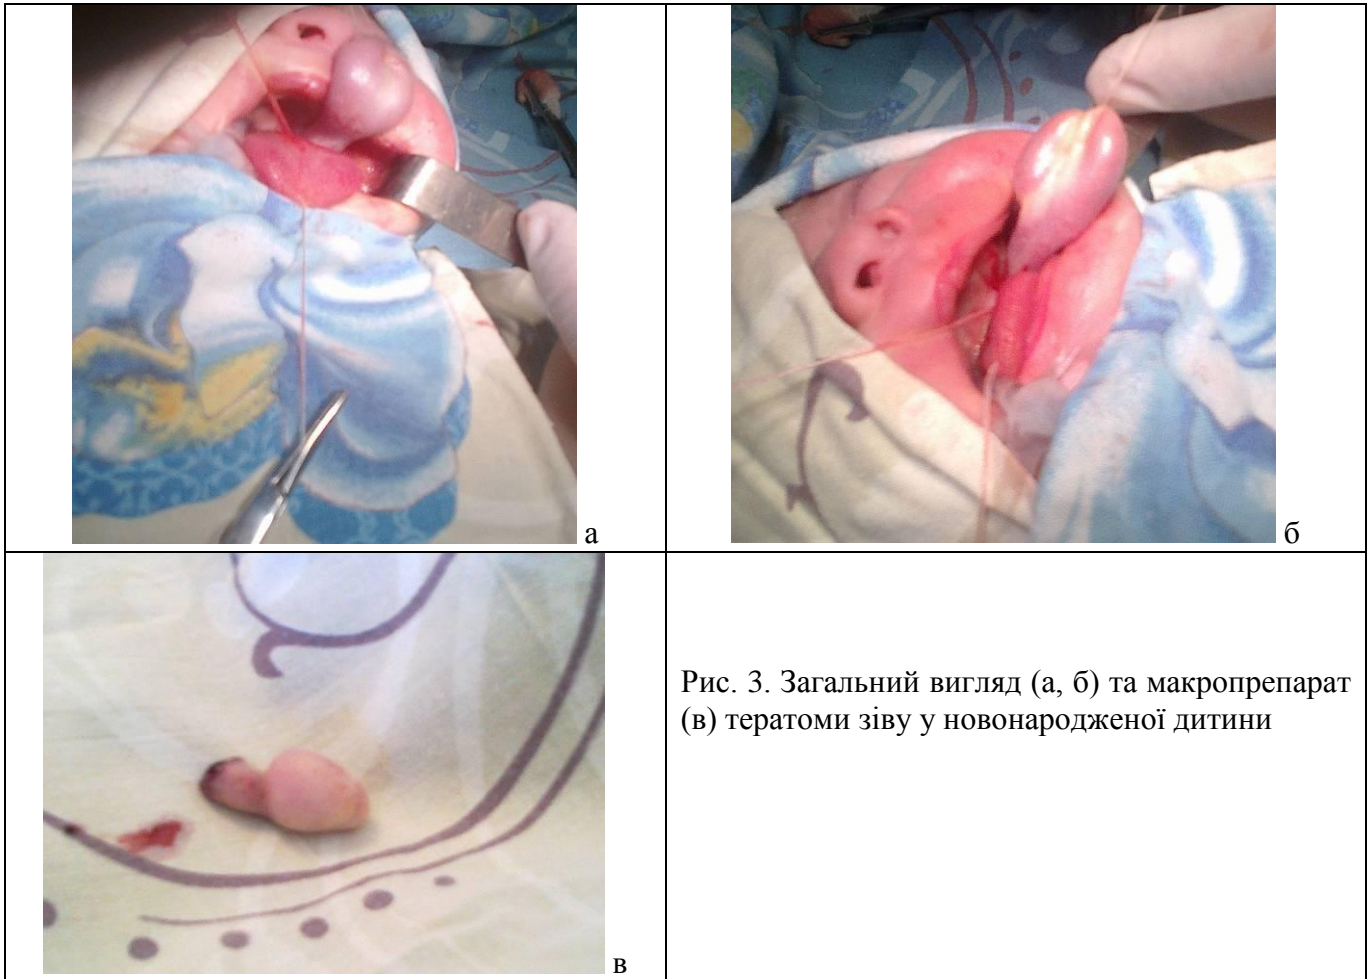 а
б
Рис. 3. Загальний вигляд (а, б) та макропрепарат
(в) тератоми зіву у новонародженої дитини
в